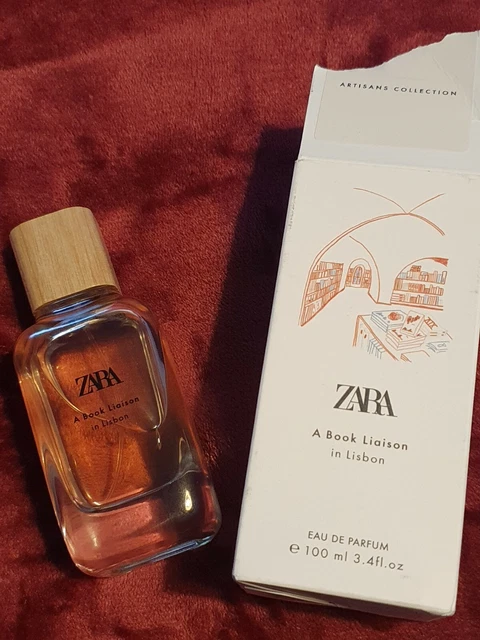 ARTISANS COLLECTION
ZARA
A Book Liaison
in Lisbon
EAU DE PARFUM
℮ 100 ml 3.4fl.oz
ZARA
A Book Liaison
in Lisbon